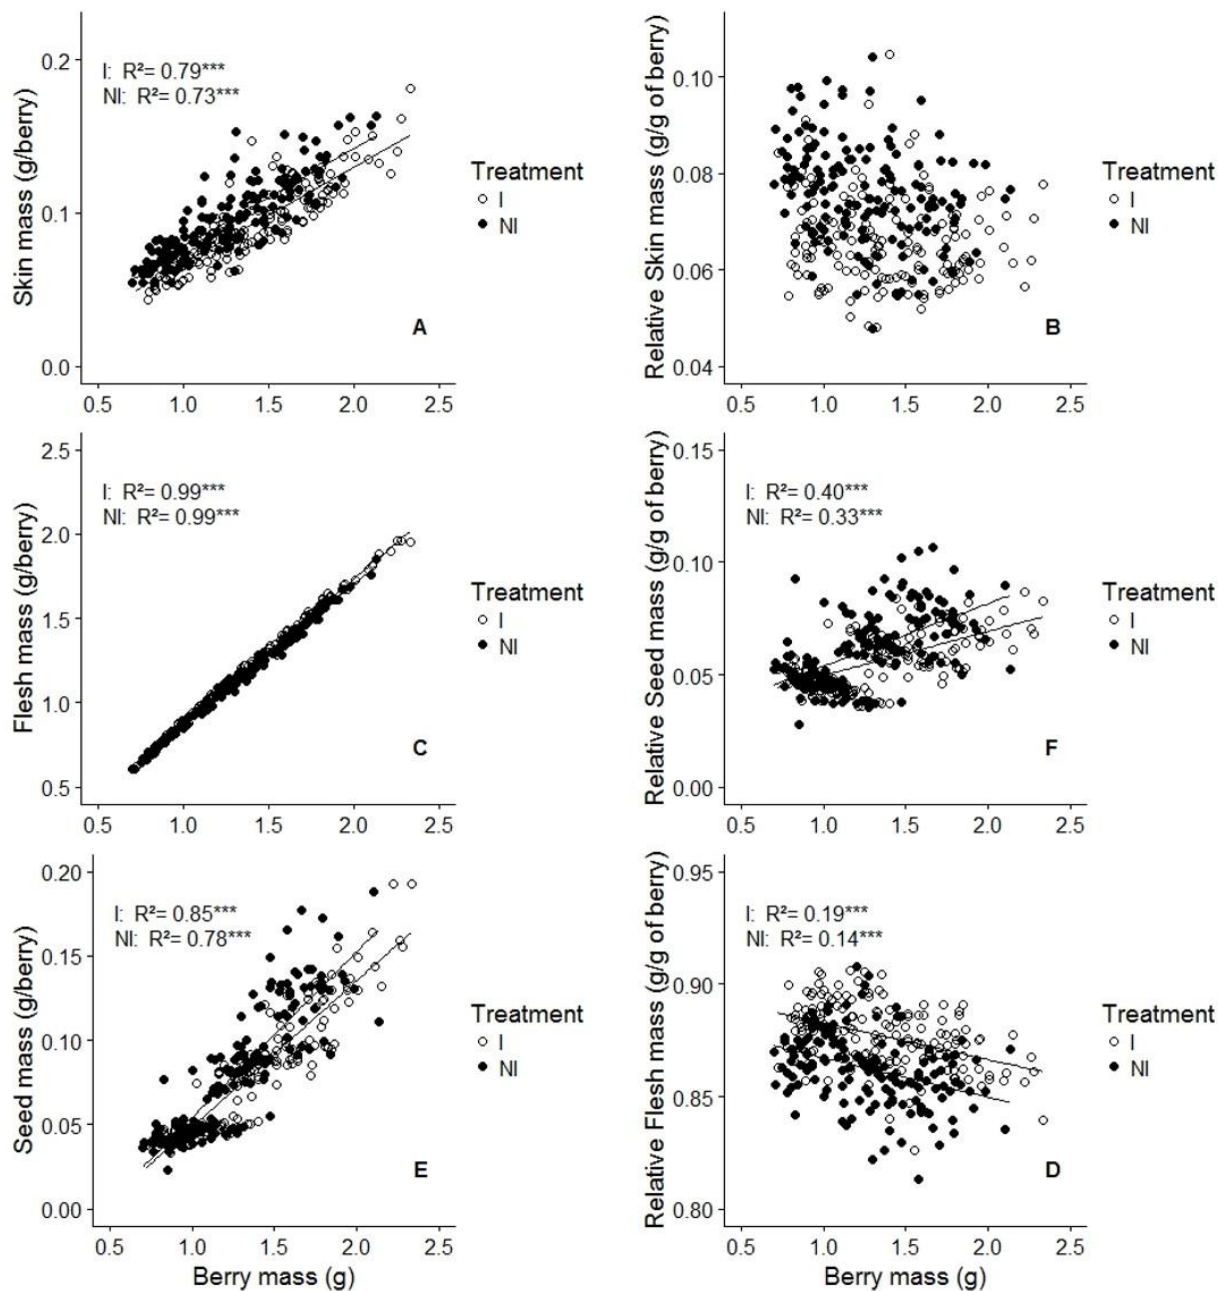 Skin mass (g/berry)
0.2
0.1
0.0
I: R²= 0.79***
NI: R²= 0.73***
A
0.5 1.0 1.5 2.0 2.5
Treatment
I
NI
Relative Skin mass (g/g of berry)
0.10
0.08
0.06
0.04
B
0.5 1.0 1.5 2.0 2.5
Treatment
I
NI
Flesh mass (g/berry)
2.5
2.0
1.5
1.0
0.5
I: R²= 0.99***
NI: R²= 0.99***
C
0.5 1.0 1.5 2.0 2.5
Treatment
I
NI
Relative Seed mass (g/g of berry)
0.15
0.10
0.05
0.00
I: R²= 0.40***
NI: R²= 0.33***
F
0.5 1.0 1.5 2.0 2.5
Treatment
I
NI
Seed mass (g/berry)
0.20
0.15
0.10
0.05
0.00
I: R²= 0.85***
NI: R²= 0.78***
E
0.5 1.0 1.5 2.0 2.5
Berry mass (g)
Treatment
I
NI
Relative Flesh mass (g/g of berry)
0.95
0.90
0.85
0.80
I: R²= 0.19***
NI: R²= 0.14***
D
0.5 1.0 1.5 2.0 2.5
Berry mass (g)
Treatment
I
NI